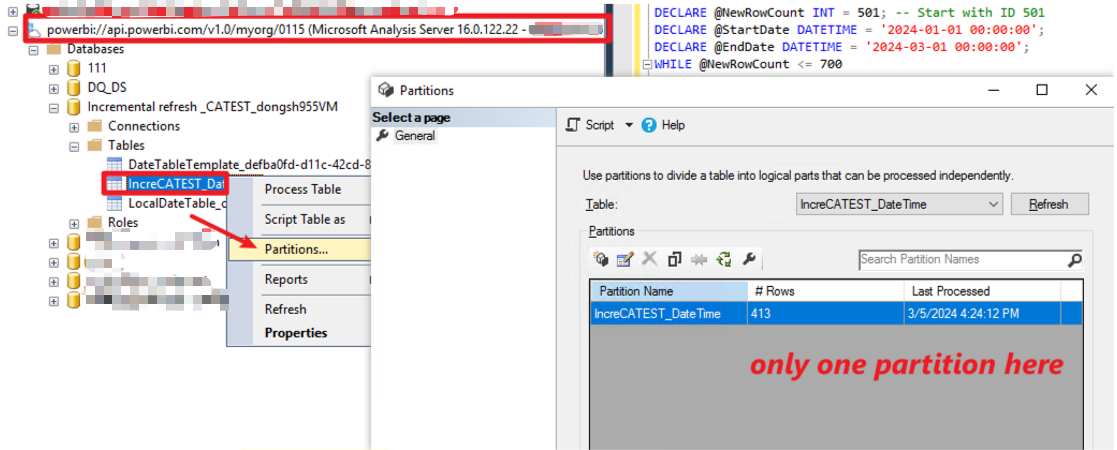 powerbi://api.powerbi.com/v1.0/myorg/0115 (Microsoft Analysis Server 16.0.122.22 -
Databases
111
DQ_DS
Incremental refresh _CATEST_dongsh955VM
Connections
Tables
DateTableTemplate_defba0fd-d11c-42cd-8
IncreCATEST_Dat
LocalDateTable_c
Roles
Process Table
Script Table as
Partitions...
Reports
Refresh
Properties
DECLARE @NewRowCount INT = 501; -- Start with ID 501
DECLARE @StartDate DATETIME = '2024-01-01 00:00:00';
DECLARE @EndDate DATETIME = '2024-03-01 00:00:00';
WHILE @NewRowCount <= 700
Partitions
Select a page
General
Script
Help
Use partitions to divide a table into logical parts that can be processed independently.
Table:
IncreCATEST_DateTime
Refresh
Partitions
Search Partition Names
Partition Name # Rows Last Processed
IncreCATEST_DateTime 413 3/5/2024 4:24:12 PM
only one partition here